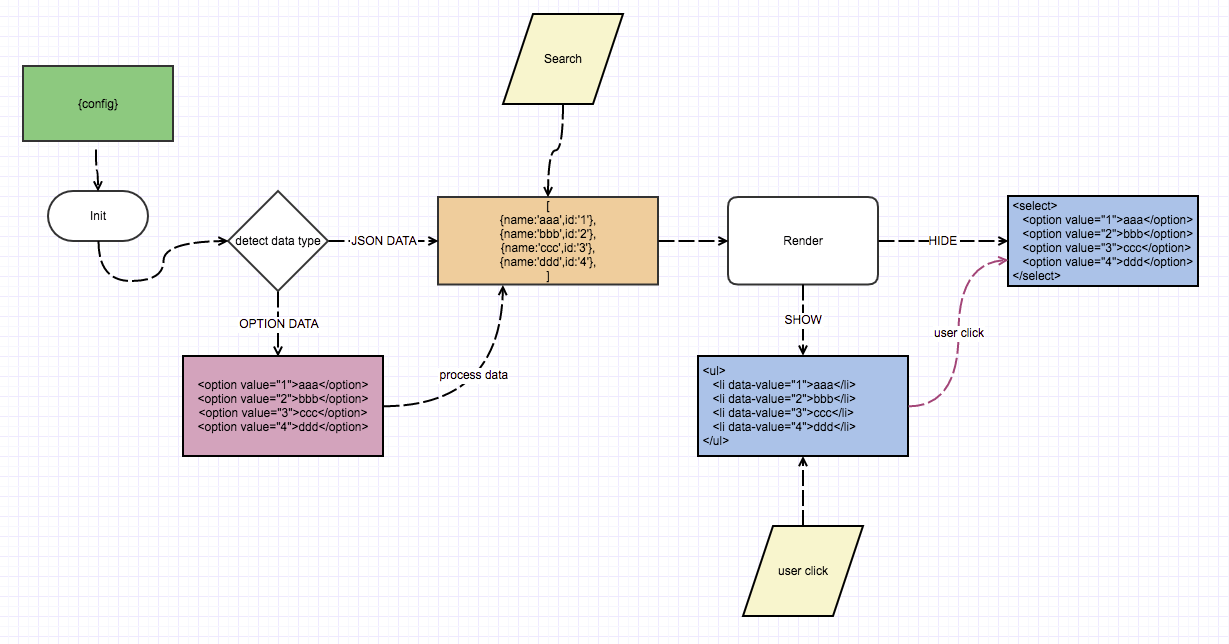 Search
{config}
Init
detect data type
JSON DATA
[
{name:'aaa',id:'1'},
{name:'bbb',id:'2'},
{name:'ccc',id:'3'},
{name:'ddd',id:'4'},
]
Render
HIDE
<select>
<option value="1">aaa</option>
<option value="2">bbb</option>
<option value="3">ccc</option>
<option value="4">ddd</option>
</select>
OPTION DATA
SHOW
user click
process data
<option value="1">aaa</option>
<option value="2">bbb</option>
<option value="3">ccc</option>
<option value="4">ddd</option>
<ul>
<li data-value="1">aaa</li>
<li data-value="2">bbb</li>
<li data-value="3">ccc</li>
<li data-value="4">ddd</li>
</ul>
user click